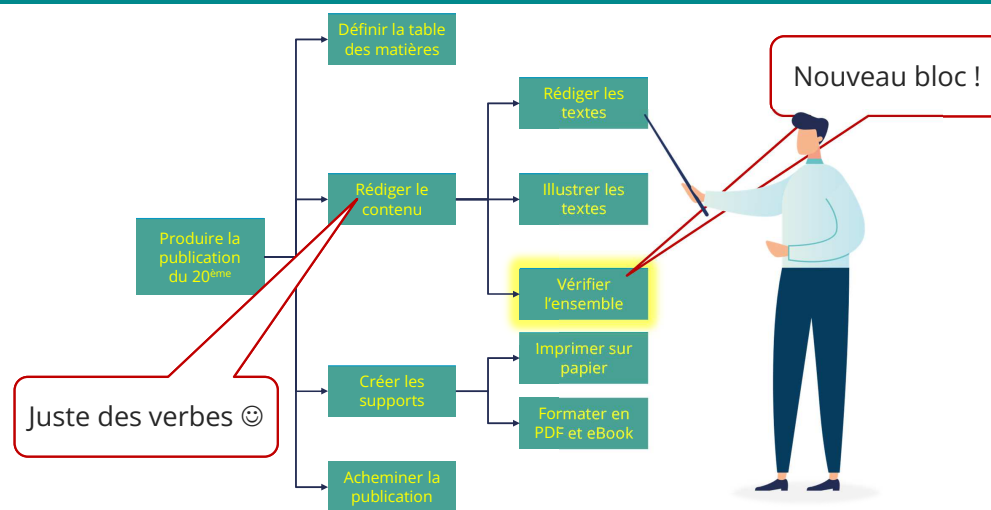 Définir la table
des matières
Nouveau bloc !
Rédiger les
textes
Rédiger le
contenu
Illustrer les
textes
Produire la
publication
du 20ème
Vérifier
l’ensemble
Imprimer sur
papier
Créer les
supports
Juste des verbes ☺
Formater en
PDF et eBook
Acheminer la
publication